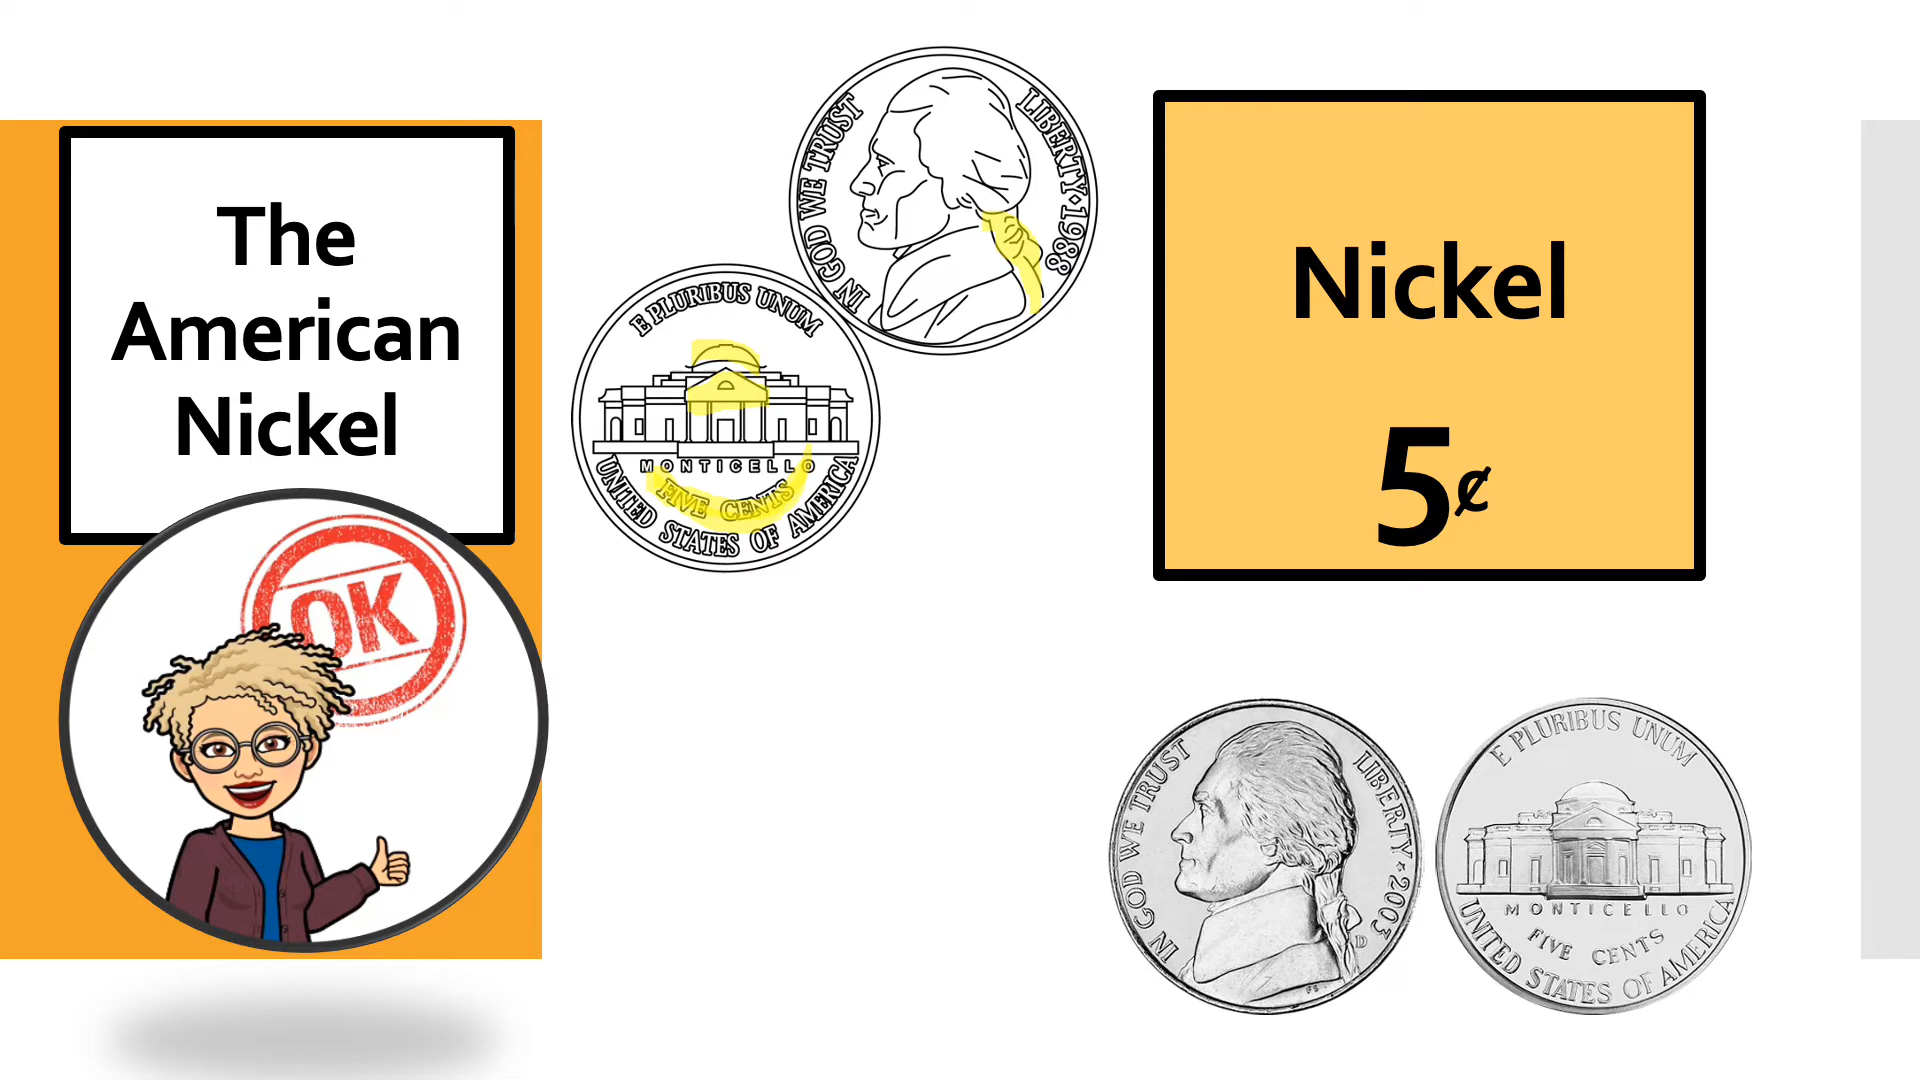 The
American
Nickel
OK
IN GOD WE TRUST
LIBERTY·1988
E PLURIBUS UNUM
MONTICELLO
FIVE CENTS
UNITED STATES OF AMERICA
Nickel
5¢
IN GOD WE TRUST
LIBERTY★2003
D
FS
E PLURIBUS UNUM
MONTICELLO
FIVE CENTS
UNITED STATES OF AMERICA